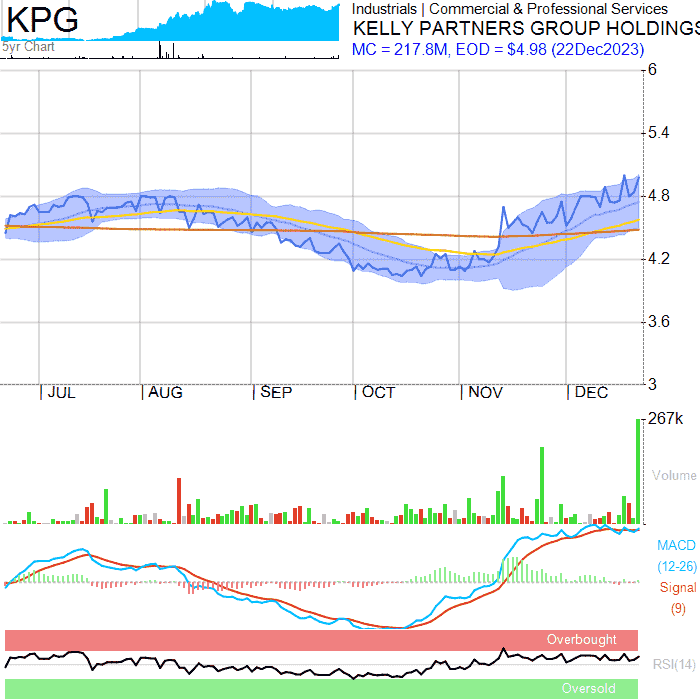 KPG
5yr Chart
Industrials | Commercial & Professional Services
KELLY PARTNERS GROUP HOLDINGS
MC = 217.8M, EOD = $4.98 (22Dec2023)
6
5.4
4.8
4.2
3.6
3
| JUL | AUG | SEP | OCT | NOV | DEC
267k
Volume
MACD
(12-26)
Signal
(9)
Overbought
RSI(14)
Oversold